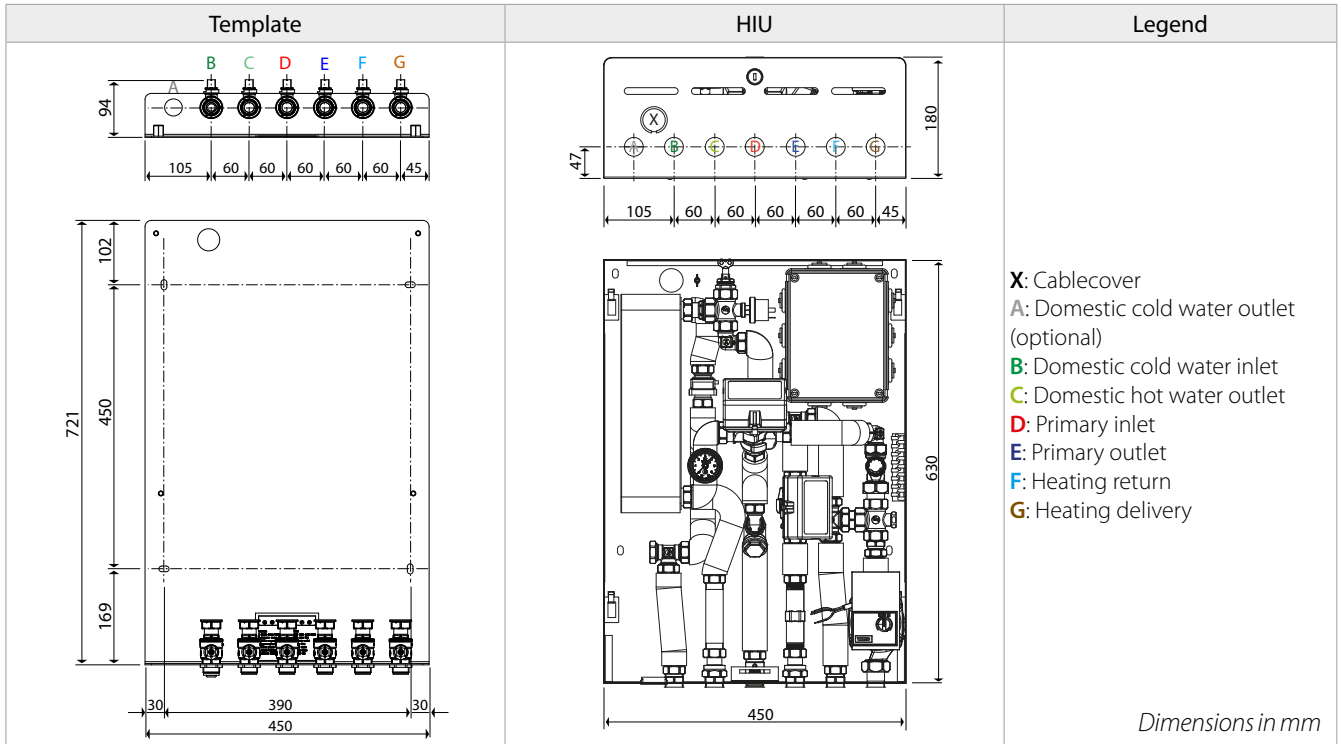 Template
HIU
Legend
A
B C D E F G
94
105 60 60 60 60 60 45
X
A B C D E F G
180
47
105 60 60 60 60 60 45
102
450
721
169
30 390 30
450
630
450
X: Cablecover
A: Domestic cold water outlet
(optional)
B: Domestic cold water inlet
C: Domestic hot water outlet
D: Primary inlet
E: Primary outlet
F: Heating return
G: Heating delivery
Dimensions in mm